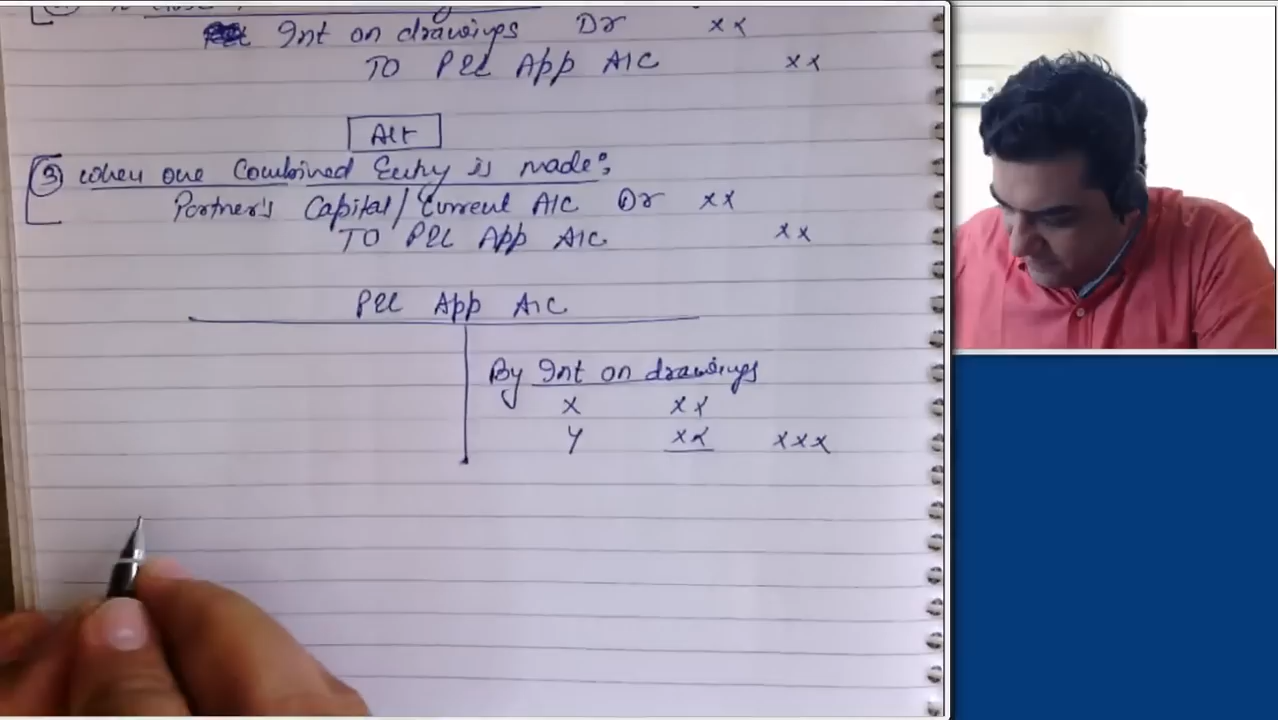 Int on drawings Dr xx
TO P&L App A/C xx
Alt
③ when one Combined Entry is made:
Partner's Capital/Current A/C Dr xx
TO P&L App A/C xx
P&L App A/C
By Int on drawings
X xx
Y xx xxx